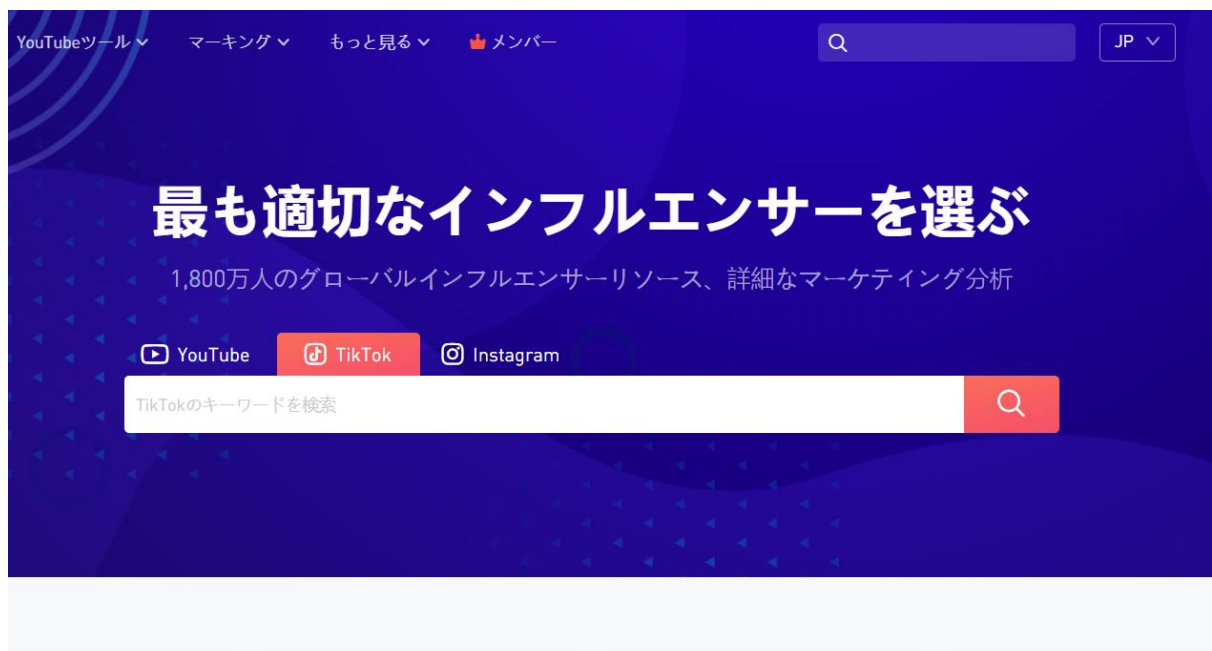 YouTubeツール マーキング もっと見る メンバー JP
最も適切なインフルエンサーを選ぶ
1,800万人のグローバルインフルエンサーリソース、詳細なマーケティング分析
YouTube TikTok Instagram
TikTokのキーワードを検索